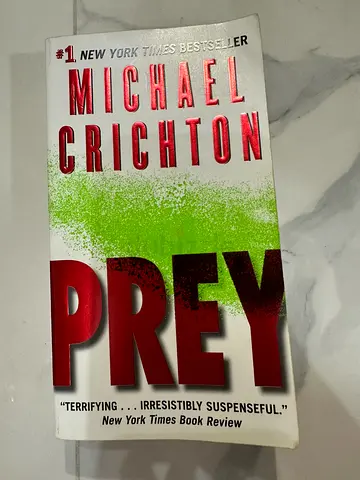 #1 NEW YORK TIMES BESTSELLER
MICHAEL
CRICHTON
PREY
“TERRIFYING . . . IRRESISTIBLY SUSPENSEFUL.”
New York Times Book Review